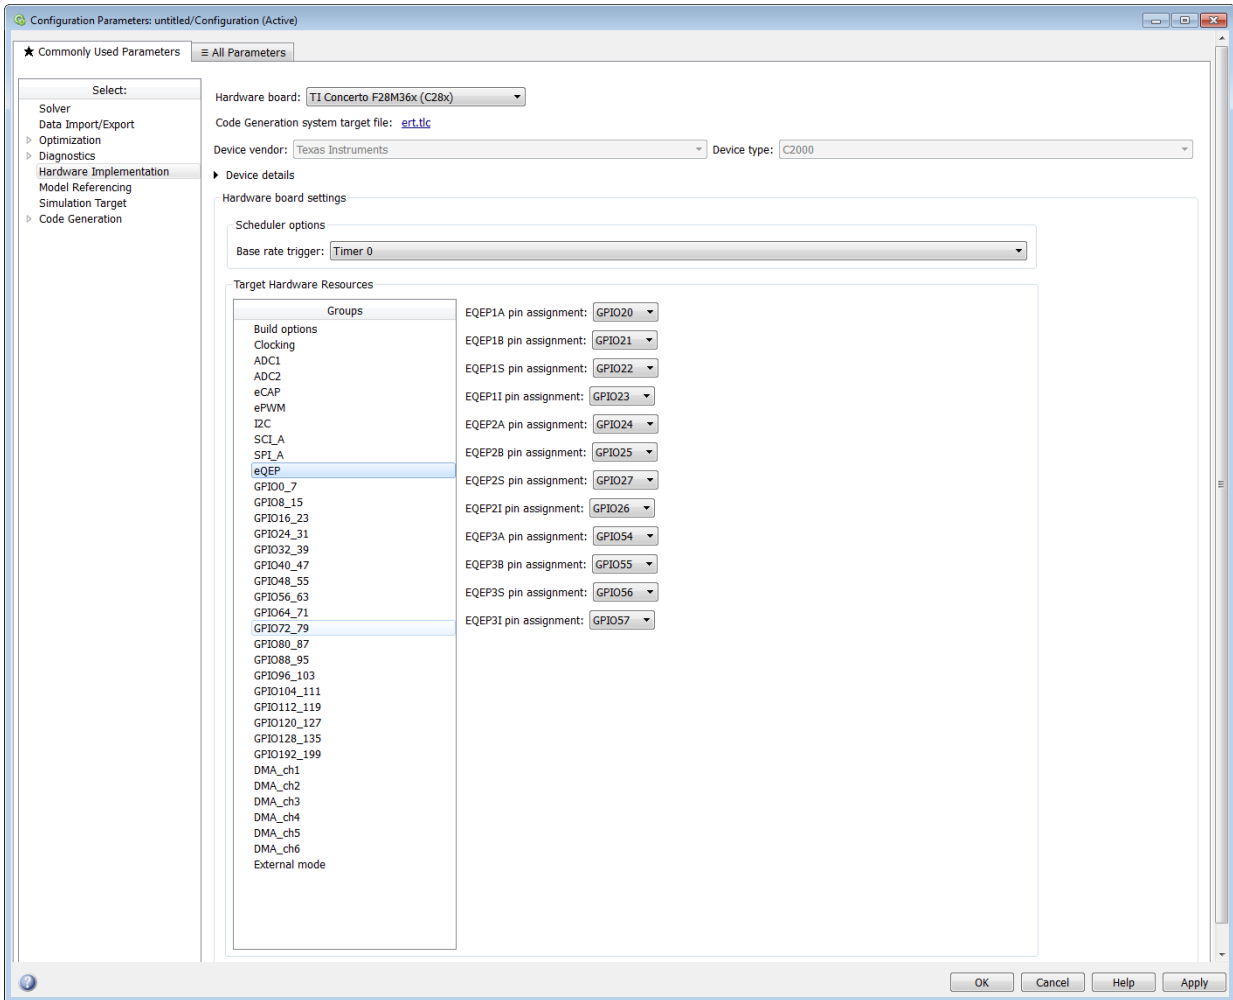 Configuration Parameters: untitled/Configuration (Active)
★ Commonly Used Parameters
≡ All Parameters
Select:
Solver
Data Import/Export
Optimization
Diagnostics
Hardware Implementation
Model Referencing
Simulation Target
Code Generation
Hardware board: TI Concerto F28M36x (C28x)
Code Generation system target file: ert.tlc
Device vendor: Texas Instruments Device type: C2000
Device details
Hardware board settings
Scheduler options
Base rate trigger: Timer 0
Target Hardware Resources
Groups
Build options
Clocking
ADC1
ADC2
eCAP
ePWM
I2C
SCI_A
SPI_A
eQEP
GPIO0_7
GPIO8_15
GPIO16_23
GPIO24_31
GPIO32_39
GPIO40_47
GPIO48_55
GPIO56_63
GPIO64_71
GPIO72_79
GPIO80_87
GPIO88_95
GPIO96_103
GPIO104_111
GPIO112_119
GPIO120_127
GPIO128_135
GPIO192_199
DMA_ch1
DMA_ch2
DMA_ch3
DMA_ch4
DMA_ch5
DMA_ch6
External mode
EQEP1A pin assignment: GPIO20
EQEP1B pin assignment: GPIO21
EQEP1S pin assignment: GPIO22
EQEP1I pin assignment: GPIO23
EQEP2A pin assignment: GPIO24
EQEP2B pin assignment: GPIO25
EQEP2S pin assignment: GPIO27
EQEP2I pin assignment: GPIO26
EQEP3A pin assignment: GPIO54
EQEP3B pin assignment: GPIO55
EQEP3S pin assignment: GPIO56
EQEP3I pin assignment: GPIO57
OK Cancel Help Apply